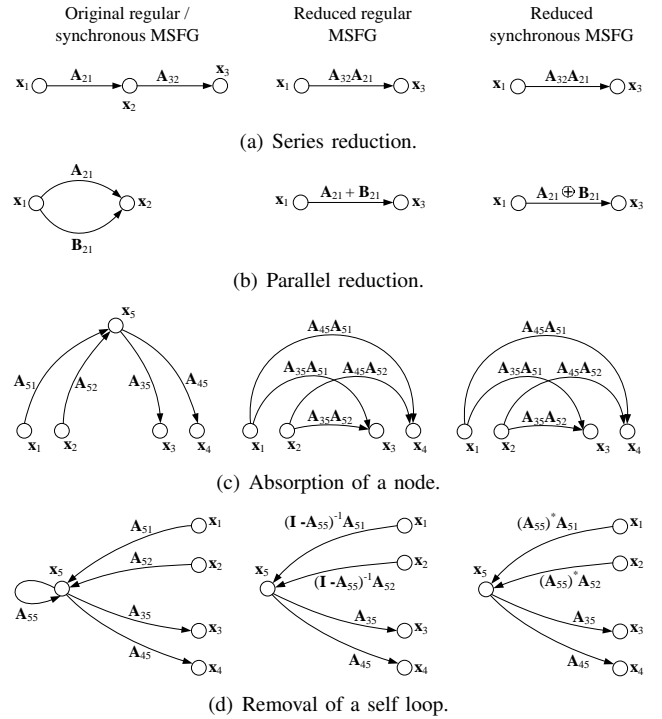 Original regular / synchronous MSFG
Reduced regular MSFG
Reduced synchronous MSFG
x₁ A₂₁ x₂ A₃₂ x₃
x₁ A₃₂A₂₁ x₃
x₁ A₃₂A₂₁ x₃
(a) Series reduction.
x₁ A₂₁ B₂₁ x₂
x₁ A₂₁ + B₂₁ x₃
x₁ A₂₁ ⊕ B₂₁ x₃
(b) Parallel reduction.
x₅
A₅₁ A₅₂ A₃₅ A₄₅
x₁ x₂ x₃ x₄
A₄₅A₅₁
A₃₅A₅₁ A₄₅A₅₂
A₃₅A₅₂
x₁ x₂ x₃ x₄
A₄₅A₅₁
A₃₅A₅₁ A₄₅A₅₂
A₃₅A₅₂
x₁ x₂ x₃ x₄
(c) Absorption of a node.
A₅₁ x₁
A₅₂ x₂
x₅
A₅₅
A₃₅ x₃
A₄₅ x₄
(I -A₅₅)⁻¹A₅₁ x₁
x₂
x₅ (I -A₅₅)⁻¹A₅₂
A₃₅ x₃
A₄₅ x₄
(A₅₅)*A₅₁ x₁
x₂
x₅ (A₅₅)*A₅₂
A₃₅ x₃
A₄₅ x₄
(d) Removal of a self loop.